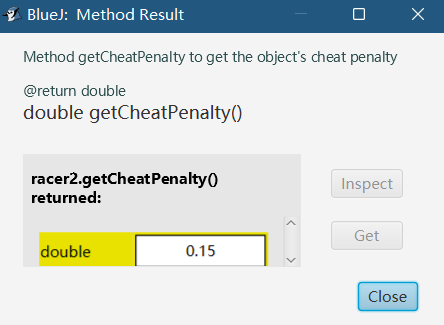 BlueJ: Method Result
Method getCheatPenalty to get the object's cheat penalty
@return double
double getCheatPenalty()
racer2.getCheatPenalty()
returned:
double 0.15
Inspect
Get
Close